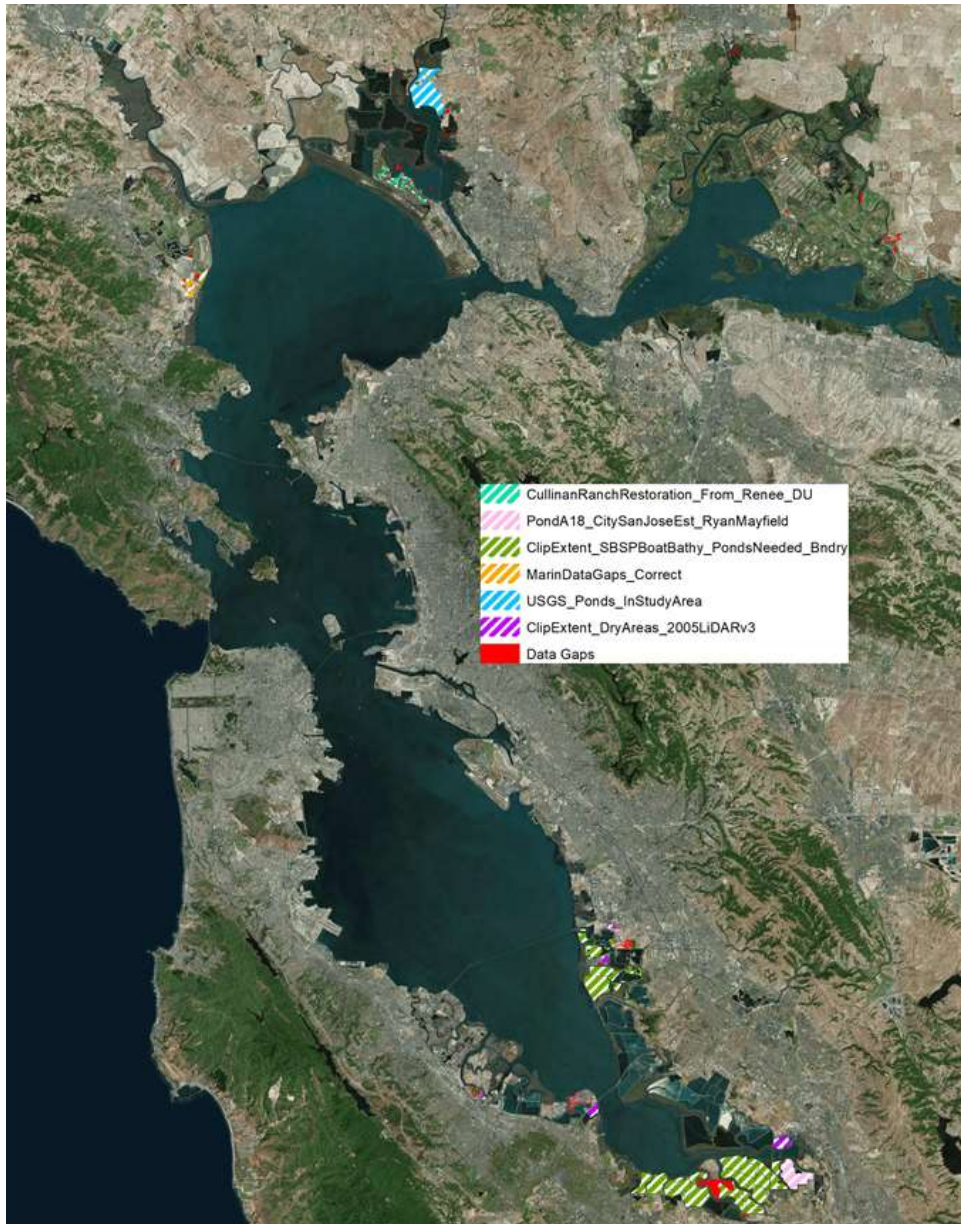 CullinanRanchRestoration_From_Renee_DU
PondA18_CitySanJoseEst_RyanMayfield
ClipExtent_SBSPBoatBathy_PondsNeeded_Bndry
MarinDataGaps_Correct
USGS_Ponds_InStudyArea
ClipExtent_DryAreas_2005LiDARv3
Data Gaps